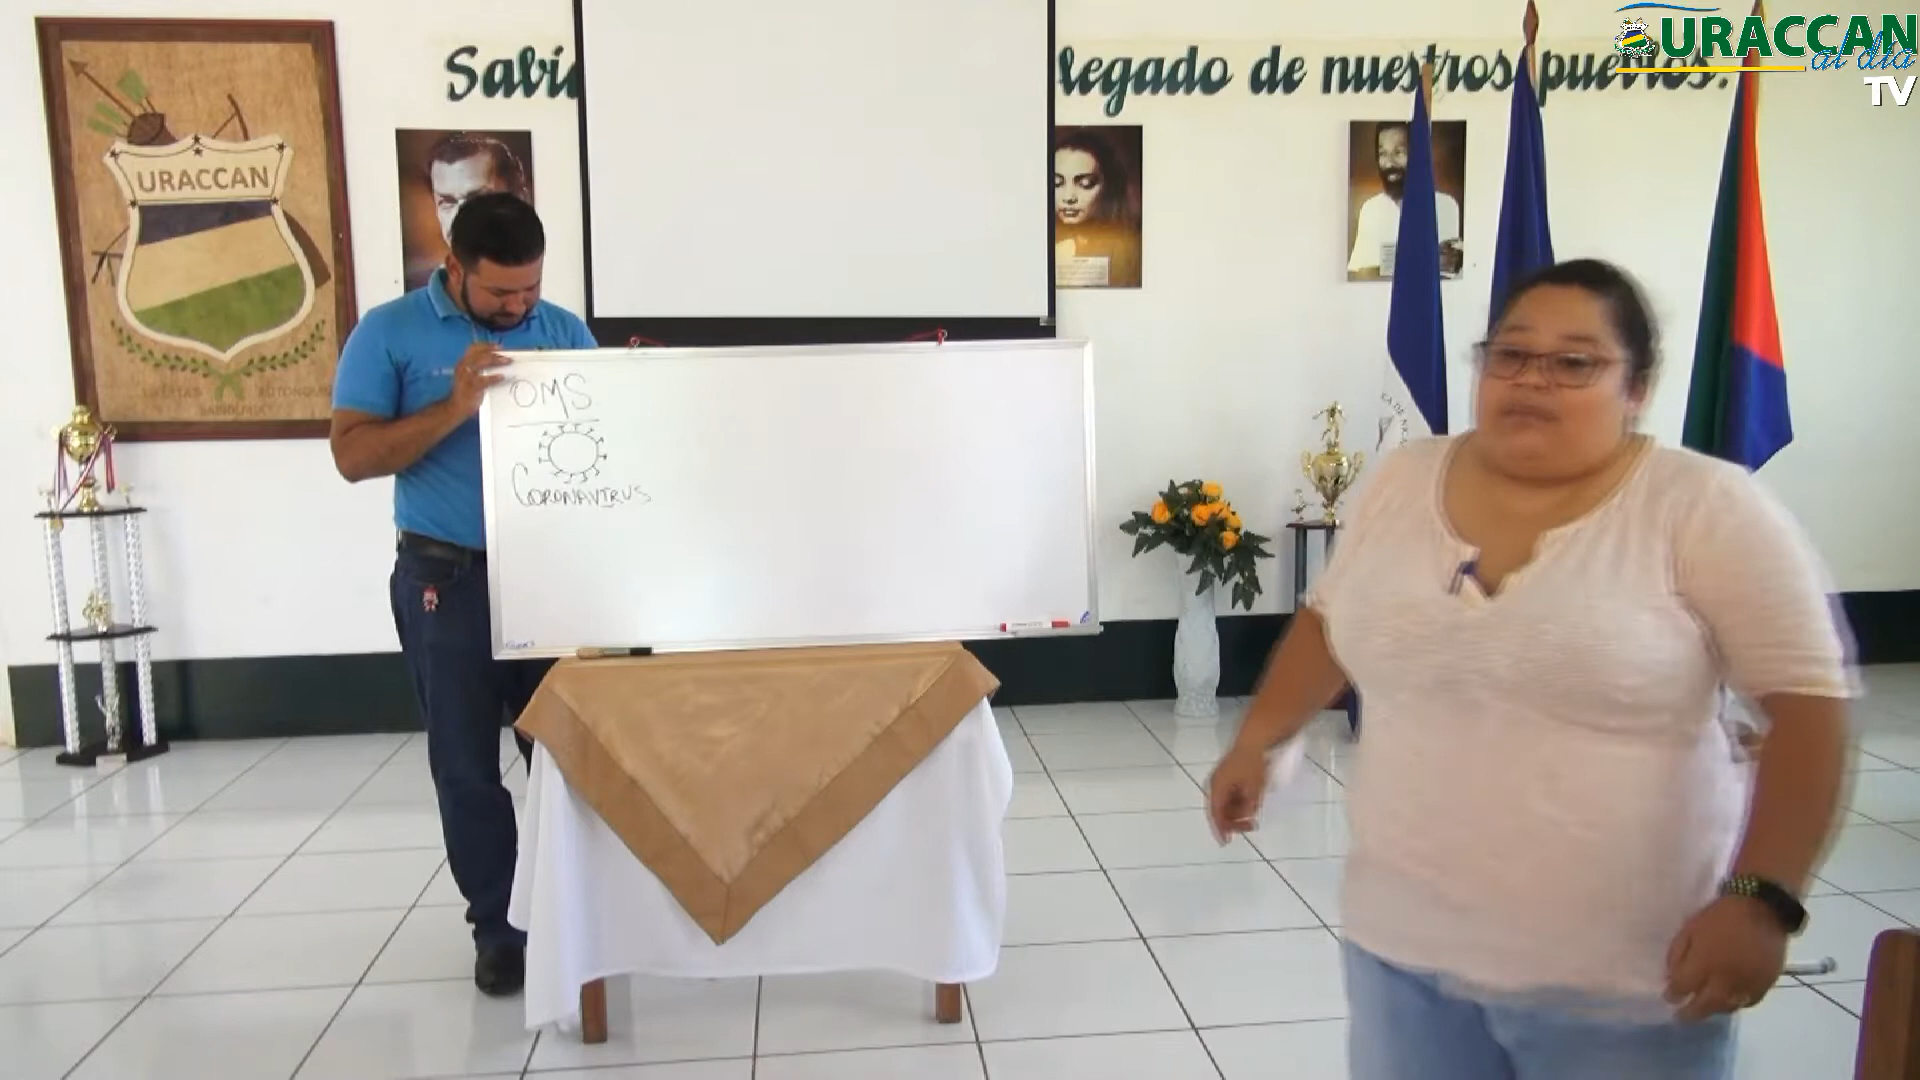 URACCAN
al día
TV
Sabi
legado de nuestros pueblos.
URACCAN
OMS
CORONAVIRUS